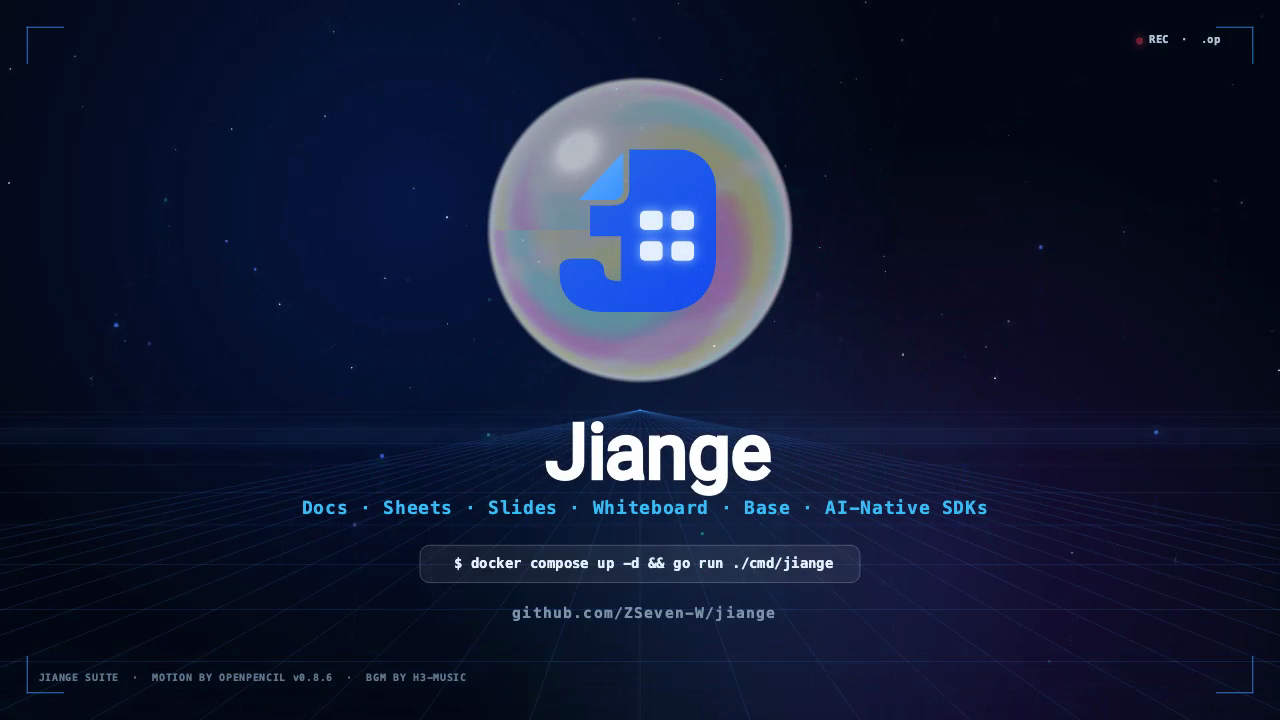 REC · .op
Jiange
Docs · Sheets · Slides · Whiteboard · Base · AI-Native SDKs
$ docker compose up -d && go run ./cmd/jiange
github.com/ZSeven-W/jiange
JIANGE SUITE · MOTION BY OPENPENCIL v0.8.6 · BGM BY H3-MUSIC